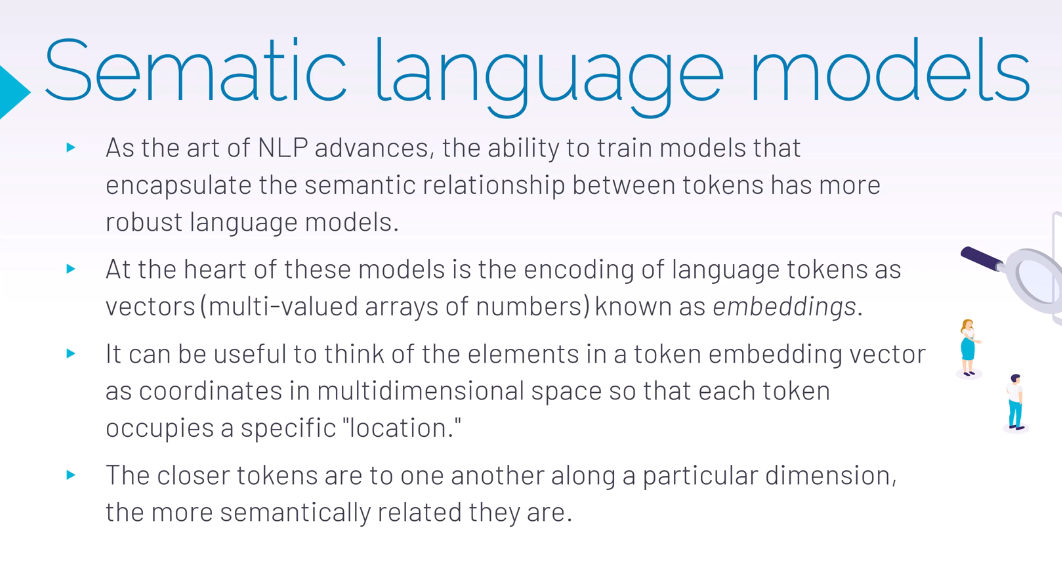 Sematic language models
As the art of NLP advances, the ability to train models that
encapsulate the semantic relationship between tokens has more
robust language models.
At the heart of these models is the encoding of language tokens as
vectors (multi-valued arrays of numbers) known as embeddings.
It can be useful to think of the elements in a token embedding vector
as coordinates in multidimensional space so that each token
occupies a specific "location."
The closer tokens are to one another along a particular dimension,
the more semantically related they are.